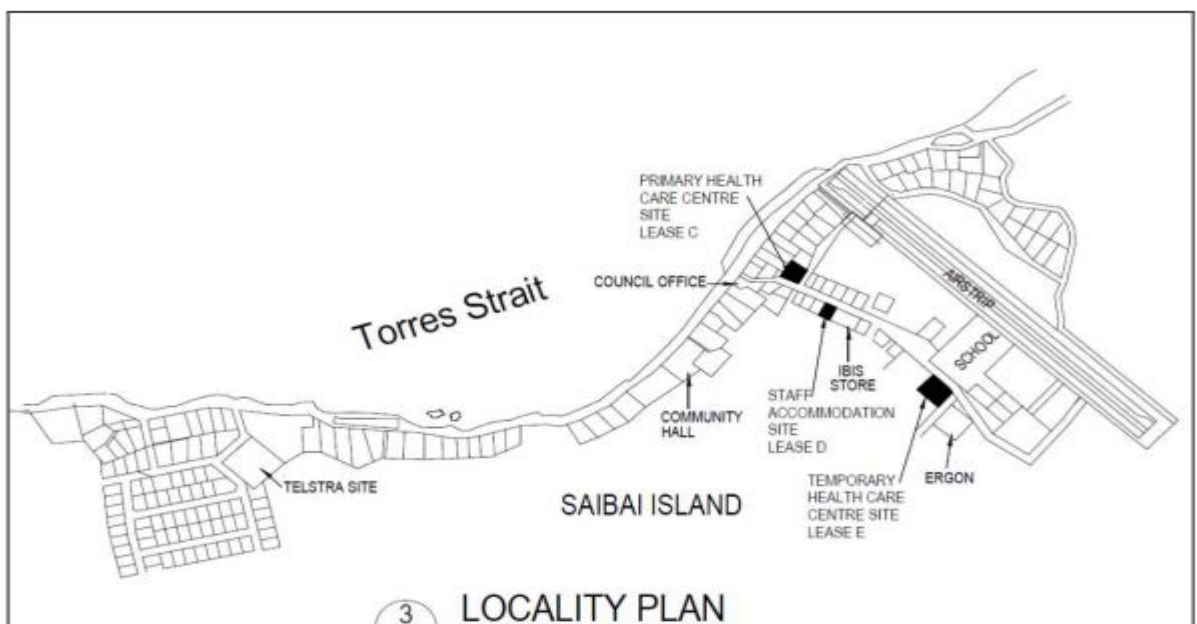 PRIMARY HEALTH
CARE CENTRE
SITE
LEASE C
COUNCIL OFFICE
Torres Strait
AIRSTRIP
SCHOOL
IBIS
STORE
STAFF
ACCOMMODATION
SITE
LEASE D
COMMUNITY
HALL
TELSTRA SITE
TEMPORARY
HEALTH CARE
CENTRE SITE
LEASE E
ERGON
SAIBAI ISLAND
3
LOCALITY PLAN